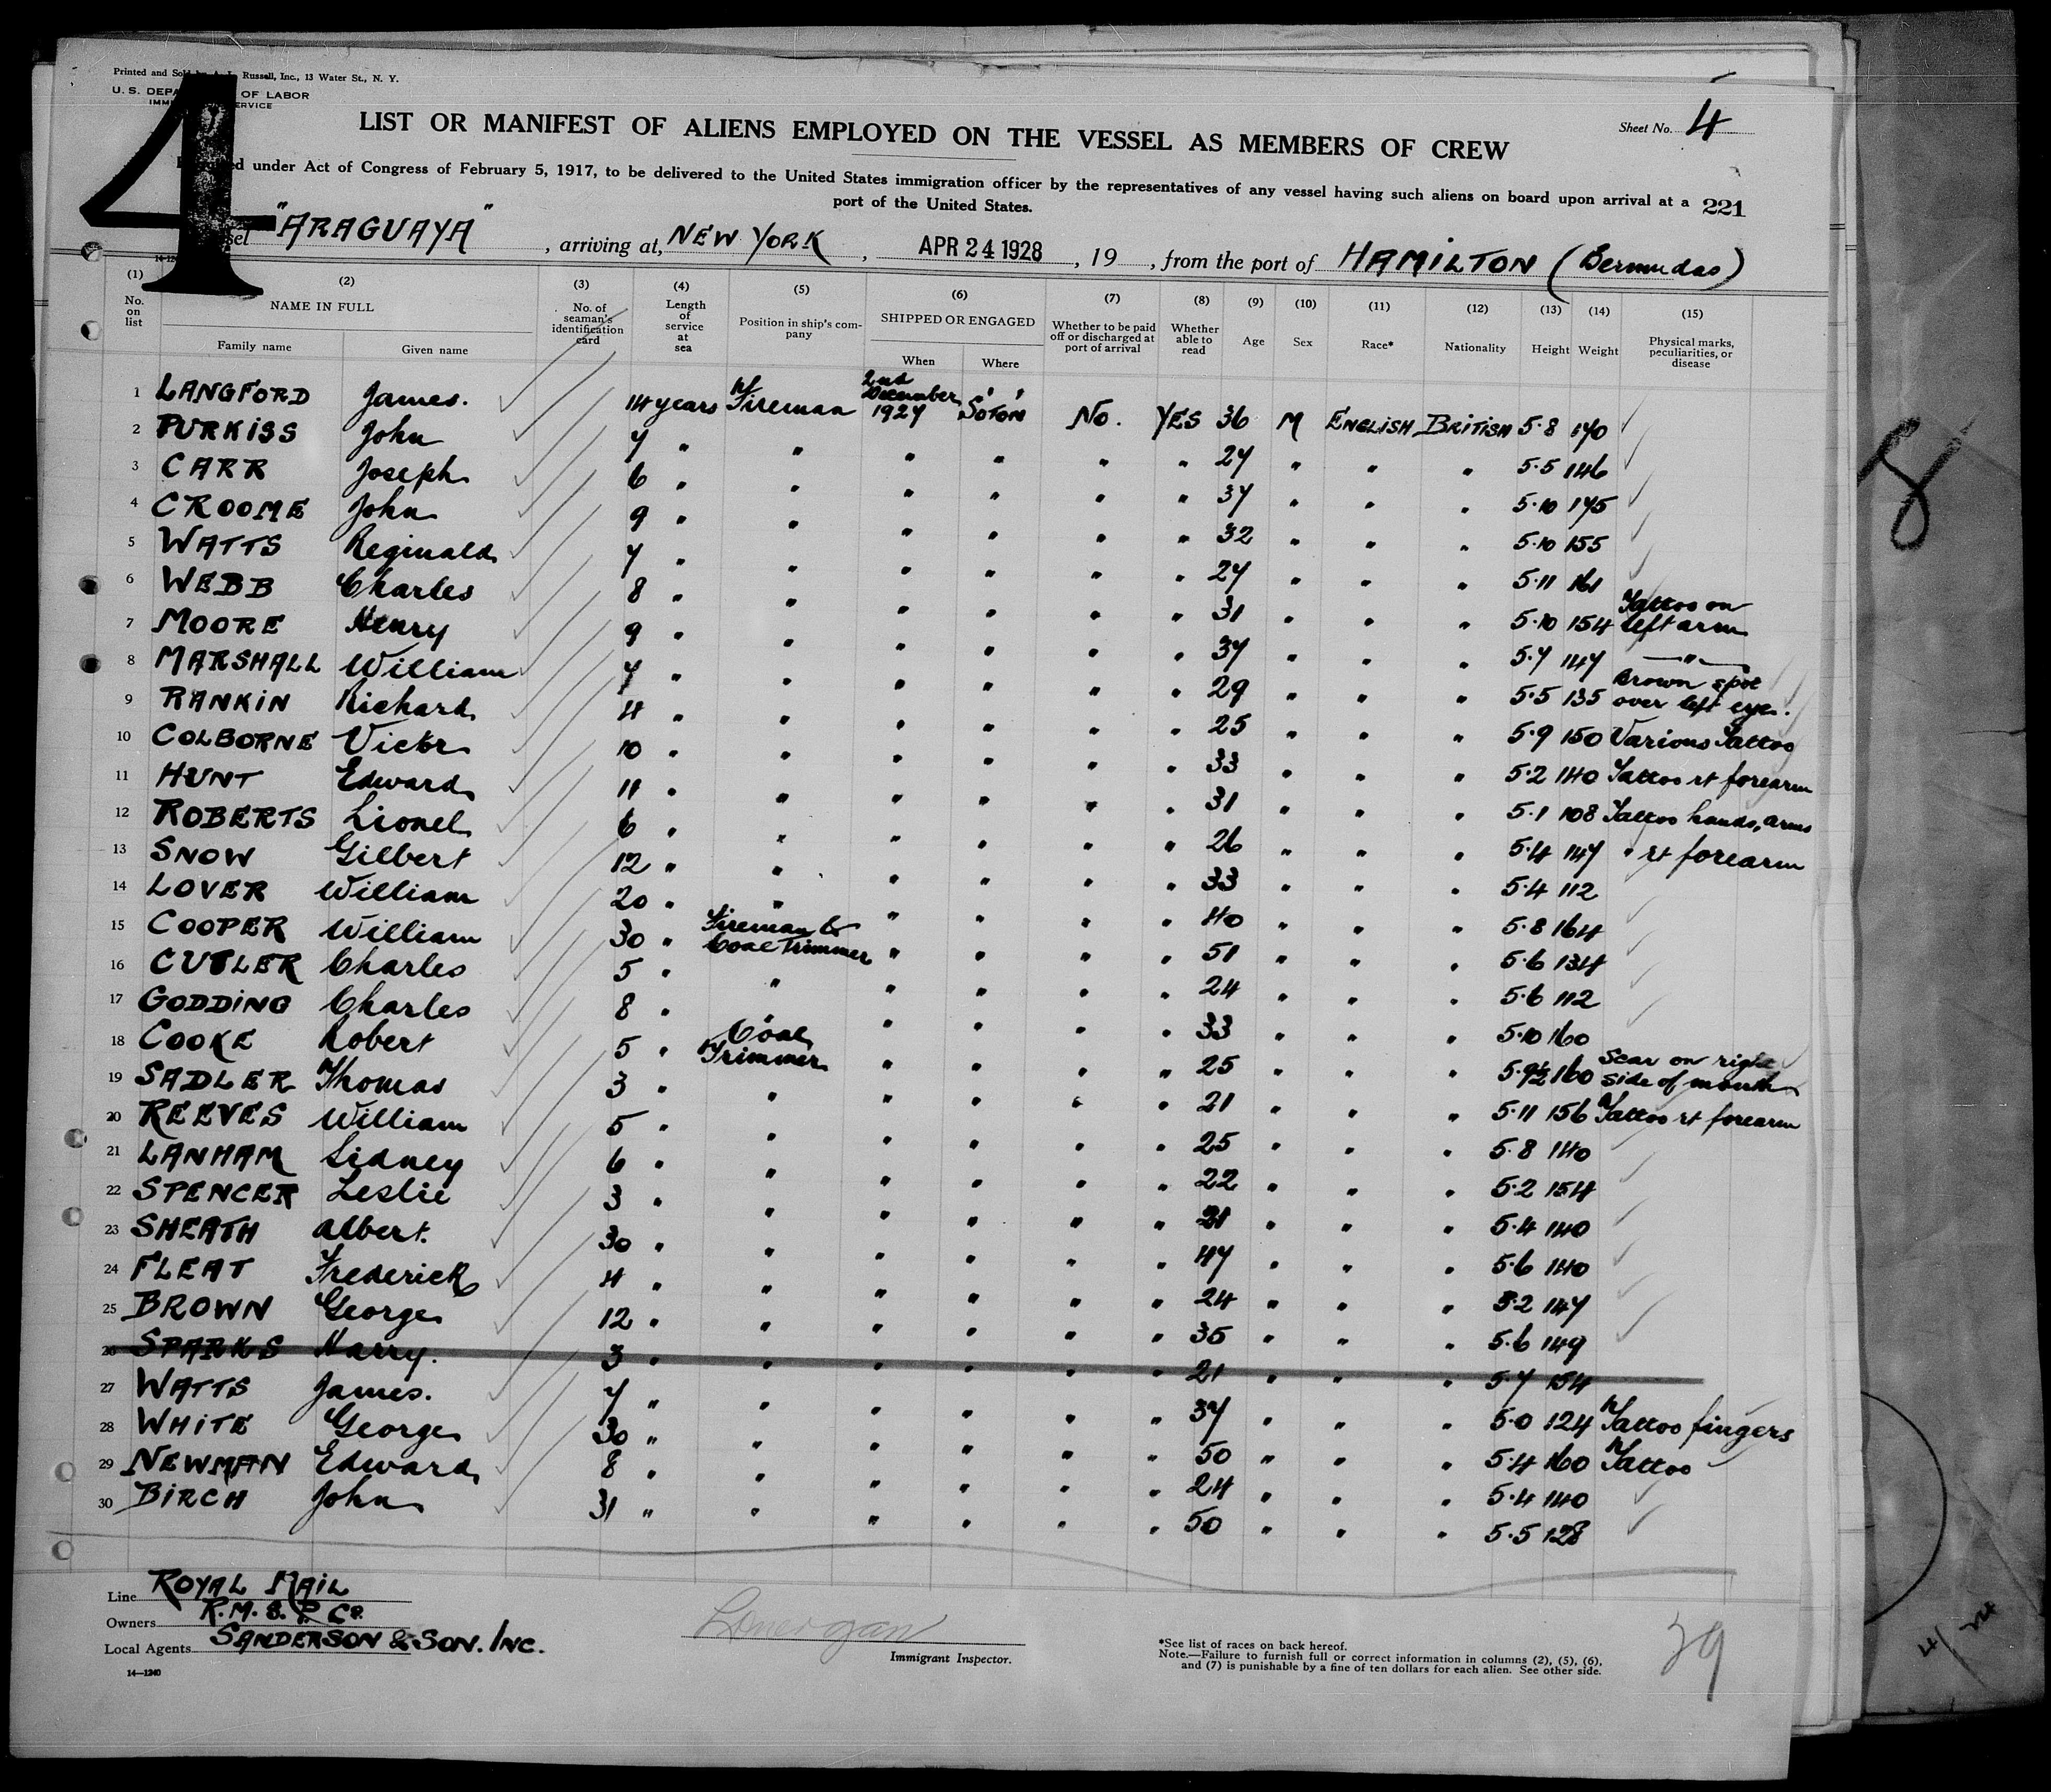 Printed and Sold by A. L. Russell, Inc., 13 Water St., N. Y.
U. S. DEPA OF LABOR
IMMI ERVICE
4
Sheet No. 4
LIST OR MANIFEST OF ALIENS EMPLOYED ON THE VESSEL AS MEMBERS OF CREW
ed under Act of Congress of February 5, 1917, to be delivered to the United States immigration officer by the representatives of any vessel having such aliens on board upon arrival at a
port of the United States.
221
sel "ARAGUAYA", arriving at, NEW YORK, APR 24 1928, 19, from the port of HAMILTON (Bermudas)
(1) No. on list (2) NAME IN FULL Family name Given name (3) No. of seaman's identification card (4) Length of service at sea (5) Position in ship's company (6) SHIPPED OR ENGAGED When Where (7) Whether to be paid off or discharged at port of arrival (8) Whether able to read (9) Age (10) Sex (11) Race* (12) Nationality (13) Height (14) Weight (15) Physical marks, peculiarities, or disease
1 LANGFORD James. 14 years Fireman 2nd December 1927 S'O'TON No. YES 36 M ENGLISH BRITISH 5.8 170
2 PURKISS John 7 " " " " " " 27 " " " 5.5 146
3 CARR Joseph 6 " " " " " " 37 " " " 5.10 175
4 CROOME John 9 " " " " " " 32 " " " 5.10 155
5 WATTS Reginald 7 " " " " " " 27 " " " 5.11 161
6 WEBB Charles 8 " " " " " " 31 " " " 5.10 154 Tattoo on left arm
7 MOORE Henry 9 " " " " " " 37 " " " 5.7 147 "
8 MARSHALL William 7 " " " " " " 29 " " " 5.5 135 Brown spot over left eye.
9 RANKIN Richard 4 " " " " " " 25 " " " 5.9 150 Various Tattoo
10 COLBORNE Victor 10 " " " " " " 33 " " " 5.2 140 Tattoo rt forearm
11 HUNT Edward 11 " " " " " " 31 " " " 5.1 108 Tattoo hands, arms
12 ROBERTS Lionel 6 " " " " " " 26 " " " 5.4 147 " rt forearm
13 SNOW Gilbert 12 " " " " " " 33 " " " 5.4 112
14 LOVER William 20 " " " " " " 40 " " " 5.8 164
15 COOPER William 30 " Fireman & Coal Trimmer " " " " 51 " " " 5.6 134
16 CUTLER Charles 5 " " " " " " 24 " " " 5.6 112
17 GODDING Charles 8 " " " " " 33 " " " 5.10 160
18 COOKE Robert 5 " Coal Trimmer " " " " 25 " " " 5.9½ 160 Scar on right side of mouth
19 SADLER Thomas 3 " " " " " " 21 " " " 5.11 156 Tattoo rt forearm
20 REEVES William 5 " " " " " " 25 " " " 5.8 140
21 LANHAM Sidney 6 " " " " " " 22 " " " 5.2 154
22 SPENCER Leslie 3 " " " " " " 21 " " " 5.4 140
23 SHEATH Albert. 30 " " " " " " 47 " " " 5.6 140
24 FLEAT Frederick 4 " " " " " " 24 " " " 5.2 147
25 BROWN George 12 " " " " " " 35 " " " 5.6 149
26 SPARKS Harry. 3 " " " " " " 21 " " " 5.7 154
27 WATTS James. 7 " " " " " " 37 " " " 5.0 124 Tattoo fingers
28 WHITE George 30 " " " " " " 50 " " " 5.4 160 Tattoo
29 NEWMAN Edward 8 " " " " " " 24 " " " 5.4 140
30 BIRCH John 31 " " " " " " 50 " " " 5.5 128
Line ROYAL MAIL
Owners R.M.S.P. Co.
Local Agents SANDERSON & SON. INC.
14—1240
Lonergan
Immigrant Inspector.
*See list of races on back hereof.
Note.—Failure to furnish full or correct information in columns (2), (5), (6),
and (7) is punishable by a fine of ten dollars for each alien. See other side.
39
8
4/24